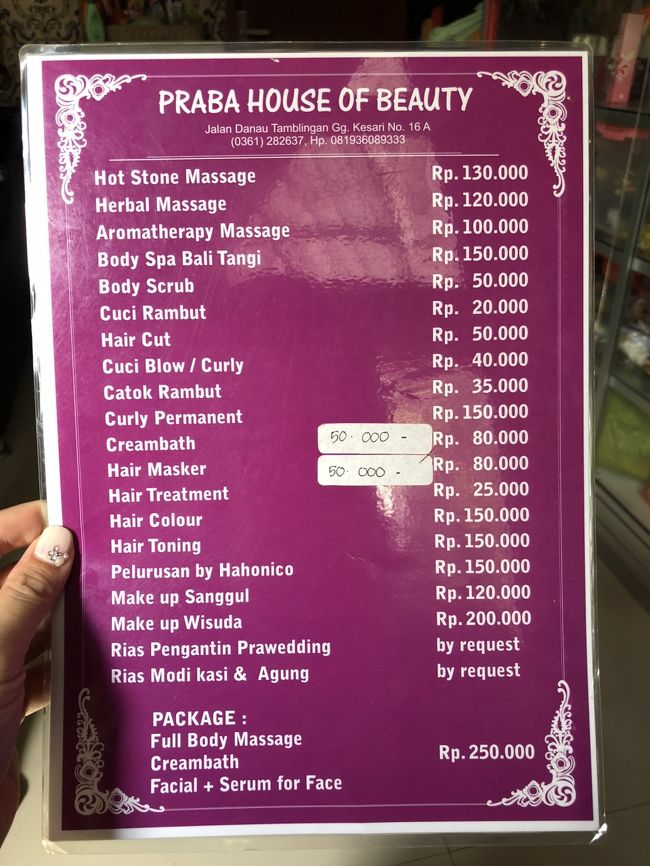 PRABA HOUSE OF BEAUTY
Jalan Danau Tamblingan Gg. Kesari No. 16 A
(0361) 282637, Hp. 081936089333
Hot Stone Massage Rp. 130.000
Herbal Massage Rp. 120.000
Aromatherapy Massage Rp. 100.000
Body Spa Bali Tangi Rp. 150.000
Body Scrub Rp. 50.000
Cuci Rambut Rp. 20.000
Hair Cut Rp. 50.000
Cuci Blow / Curly Rp. 40.000
Catok Rambut Rp. 35.000
Curly Permanent Rp. 150.000
Creambath 50.000 - Rp. 80.000
Hair Masker 50.000 - Rp. 80.000
Hair Treatment Rp. 25.000
Hair Colour Rp. 150.000
Hair Toning Rp. 150.000
Pelurusan by Hahonico Rp. 150.000
Make up Sanggul Rp. 120.000
Make up Wisuda Rp. 200.000
Rias Pengantin Prawedding by request
Rias Modi kasi & Agung by request
PACKAGE :
Full Body Massage
Creambath Rp. 250.000
Facial + Serum for Face